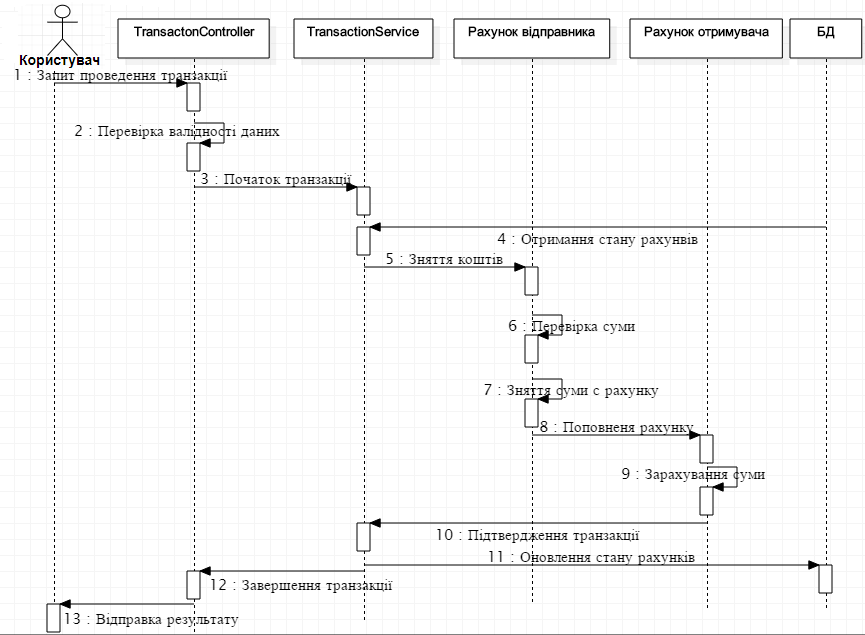 TransactonController
TransactionService
Рахунок відправника
Рахунок отримувача
БД
Користувач
1 : Запит проведення транзакції
2 : Перевірка валідності даних
3 : Початок транзакції
4 : Отримання стану рахунвів
5 : Зняття коштів
6 : Перевірка суми
7 : Зняття суми с рахунку
8 : Поповненя рахунку
9 : Зарахування суми
10 : Підтвердження транзакції
11 : Оновлення стану рахунків
12 : Завершення транзакції
13 : Відправка результату